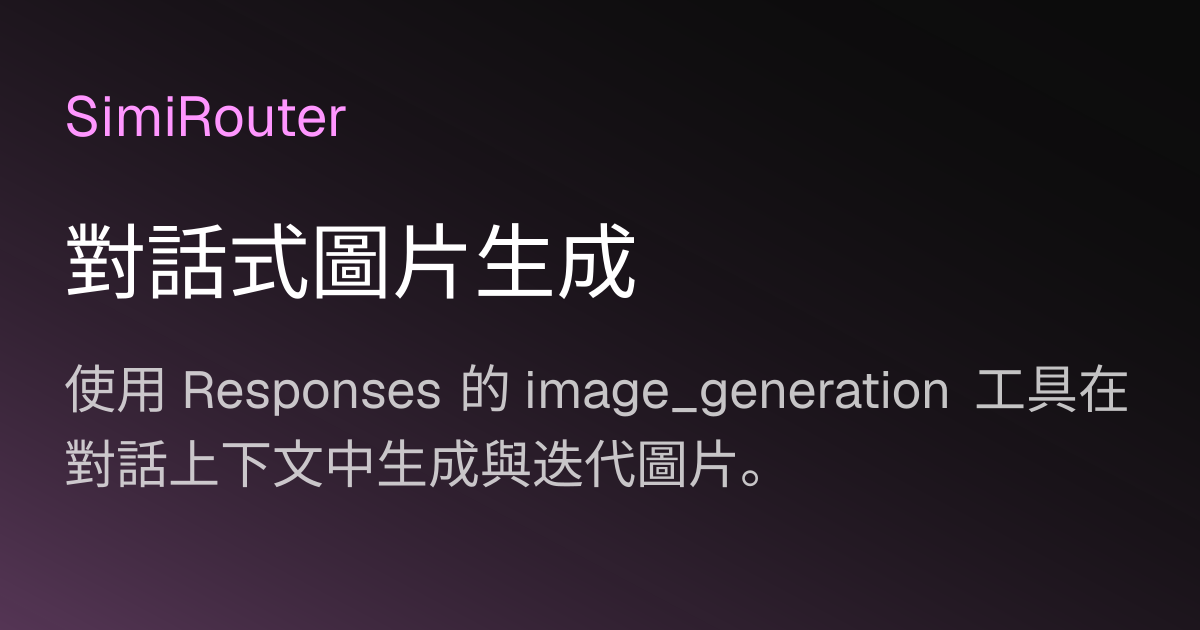 SimiRouter
對話式圖片生成
使用 Responses 的 image_generation 工具在
對話上下文中生成與迭代圖片。